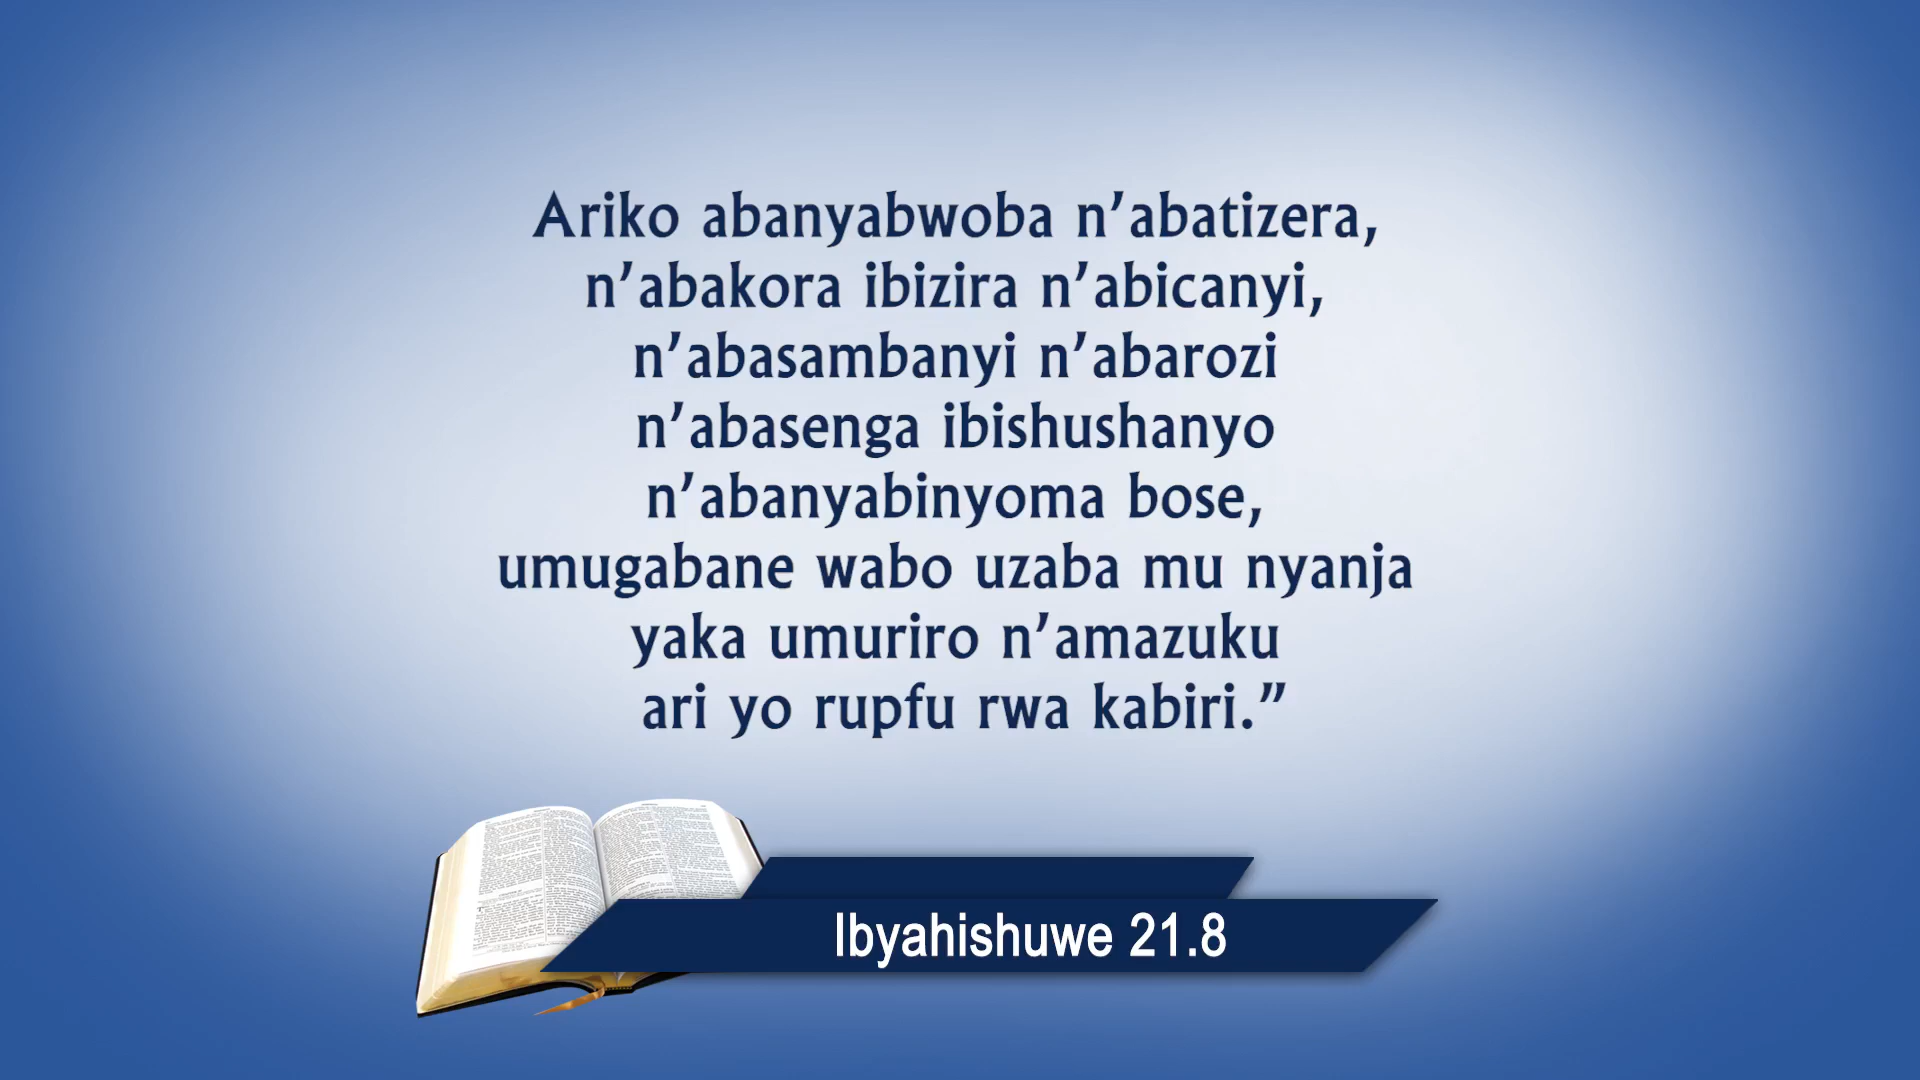 Ariko abanyabwoba n’abatizera,
n’abakora ibizira n’abicanyi,
n’abasambanyi n’abarozi
n’abasenga ibishushanyo
n’abanyabinyoma bose,
umugabane wabo uzaba mu nyanja
yaka umuriro n’amazuku
ari yo rupfu rwa kabiri.”
Ibyahishuwe 21.8